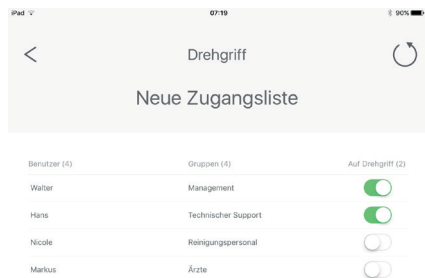 iPad 07:19 90%
Drehgriff
Neue Zugangsliste
Benutzer (4) Gruppen (4) Auf Drehgriff (2)
Walter Management
Hans Technischer Support
Nicole Reinigungspersonal
Markus Ärzte